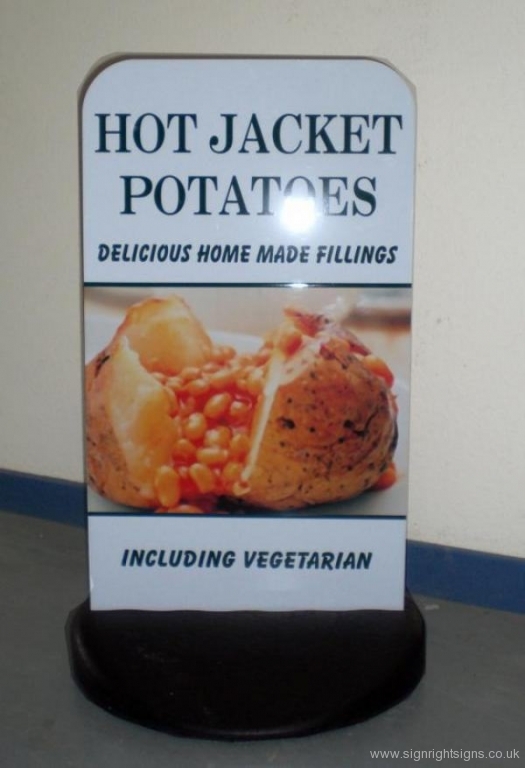 HOT JACKET
POTATOES
DELICIOUS HOME MADE FILLINGS
INCLUDING VEGETARIAN
www.signrightsigns.co.uk